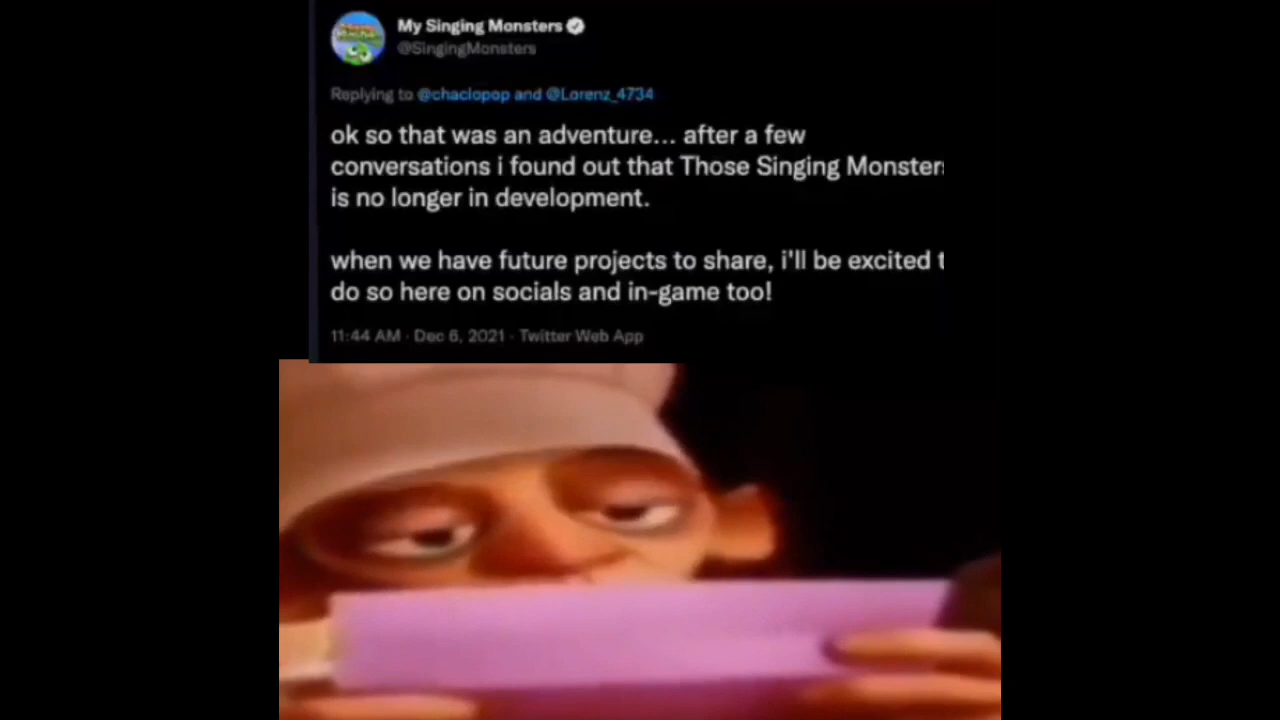 My Singing Monsters
@SingingMonsters
Replying to @chaclopop and @Lorenz_4734
ok so that was an adventure... after a few
conversations i found out that Those Singing Monster
is no longer in development.
when we have future projects to share, i'll be excited t
do so here on socials and in-game too!
11:44 AM · Dec 6, 2021 · Twitter Web App